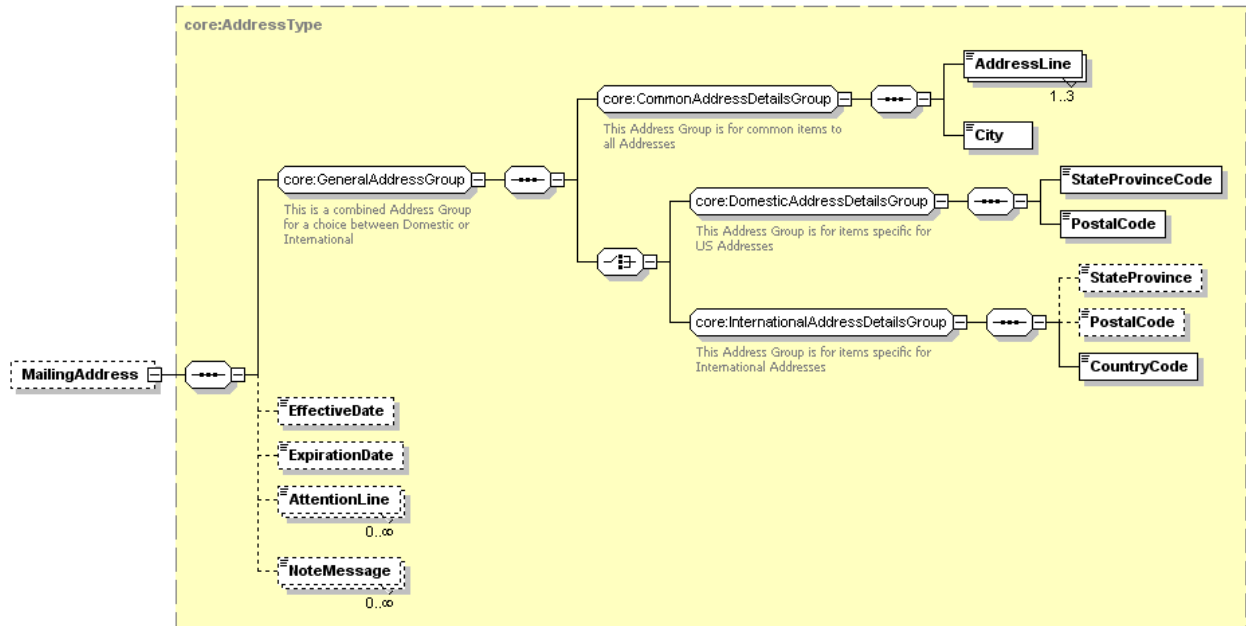 core:AddressType
AddressLine
1..3
core:CommonAddressDetailsGroup
This Address Group is for common items to
all Addresses
City
core:GeneralAddressGroup
This is a combined Address Group
for a choice between Domestic or
International
core:DomesticAddressDetailsGroup
This Address Group is for items specific for
US Addresses
StateProvinceCode
PostalCode
core:InternationalAddressDetailsGroup
This Address Group is for items specific for
International Addresses
StateProvince
PostalCode
CountryCode
MailingAddress
EffectiveDate
ExpirationDate
AttentionLine
0..∞
NoteMessage
0..∞